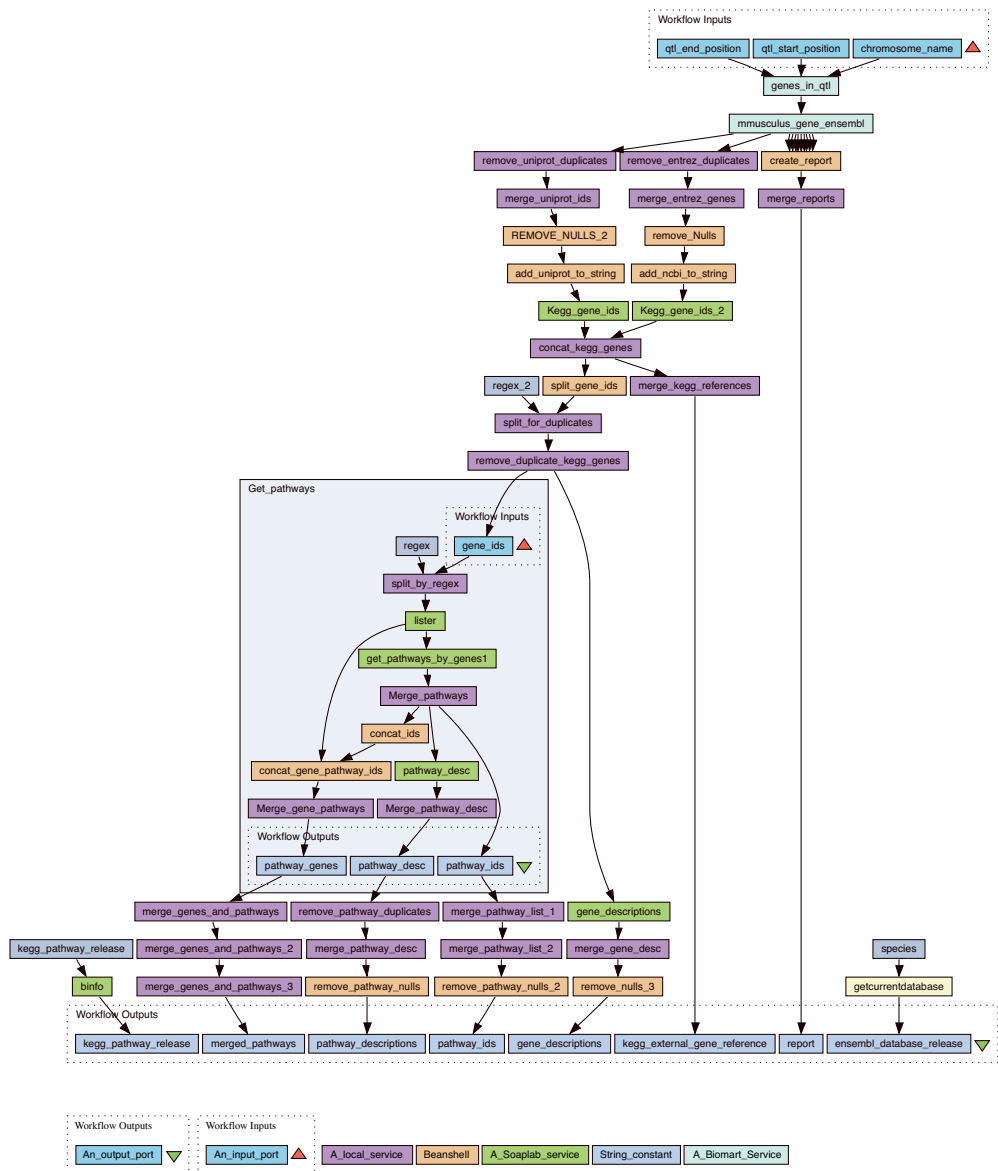 Workflow Inputs
qtl_end_position qtl_start_position chromosome_name
genes_in_qtl
mmusculus_gene_ensembl
remove_uniprot_duplicates remove_entrez_duplicates create_report
merge_uniprot_ids merge_entrez_genes merge_reports
REMOVE_NULLS_2 remove_Nulls
add_uniprot_to_string add_ncbi_to_string
Kegg_gene_ids Kegg_gene_ids_2
concat_kegg_genes
regex_2 split_gene_ids merge_kegg_references
split_for_duplicates
remove_duplicate_kegg_genes
Get_pathways
Workflow Inputs
regex gene_ids
split_by_regex
lister
get_pathways_by_genes1
Merge_pathways
concat_ids
concat_gene_pathway_ids pathway_desc
Merge_gene_pathways Merge_pathway_desc
Workflow Outputs
pathway_genes pathway_desc pathway_ids
merge_genes_and_pathways remove_pathway_duplicates merge_pathway_list_1 gene_descriptions
kegg_pathway_release merge_genes_and_pathways_2 merge_pathway_desc merge_pathway_list_2 merge_gene_desc species
binfo merge_genes_and_pathways_3 remove_pathway_nulls remove_pathway_nulls_2 remove_nulls_3 getcurrentdatabase
Workflow Outputs
kegg_pathway_release merged_pathways pathway_descriptions pathway_ids gene_descriptions kegg_external_gene_reference report ensembl_database_release
Workflow Outputs Workflow Inputs
An_output_port An_input_port A_local_service Beanshell A_Soaplab_service String_constant A_Biomart_Service